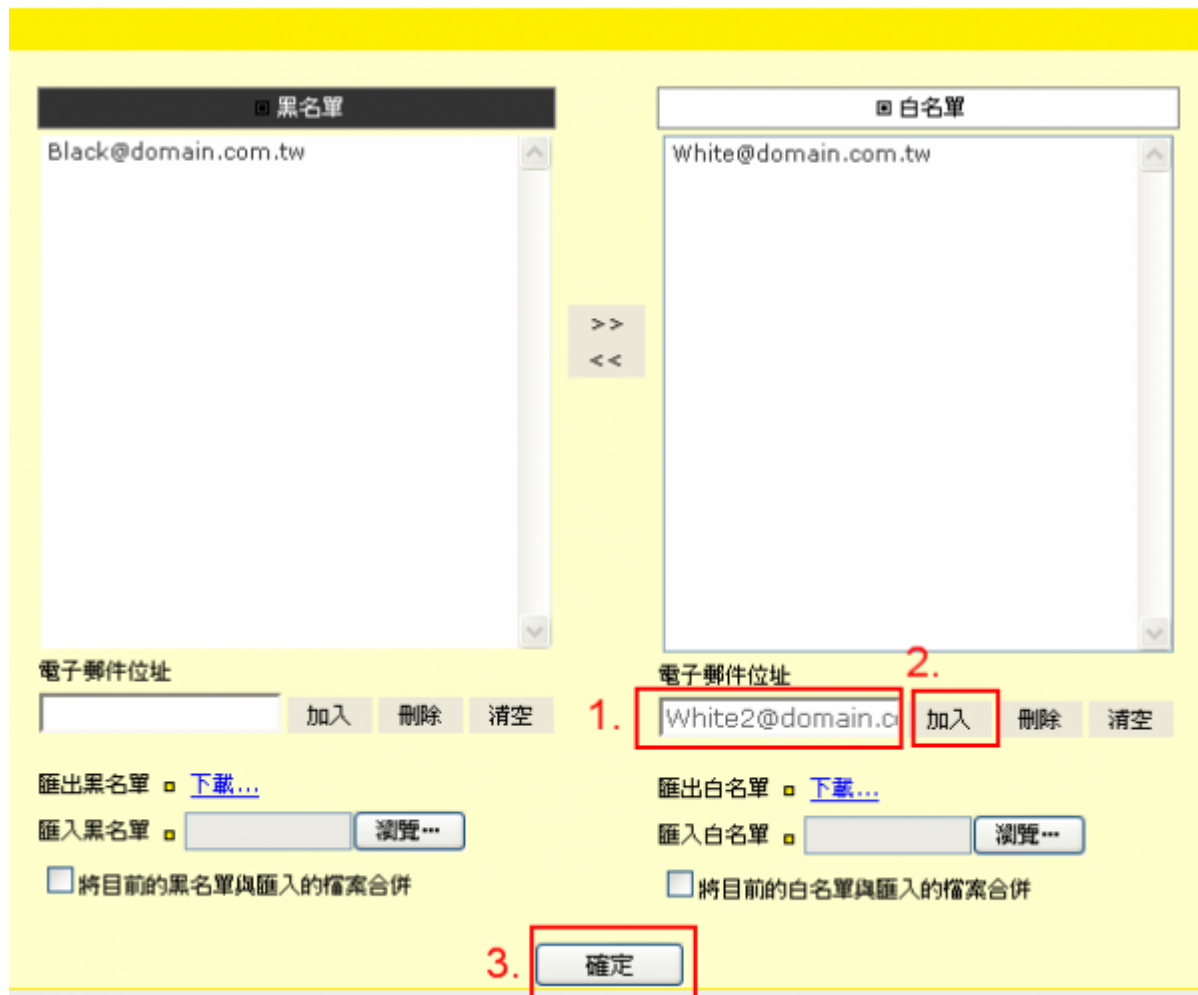 黑名單
Black@domain.com.tw
>>
<<
電子郵件位址
加入 刪除 清空
匯出黑名單 下載...
匯入黑名單 瀏覽...
將目前的黑名單與匯入的檔案合併
白名單
White@domain.com.tw
電子郵件位址
2.
1. White2@domain.c 加入 刪除 清空
匯出白名單 下載...
匯入白名單 瀏覽...
將目前的白名單與匯入的檔案合併
3. 確定